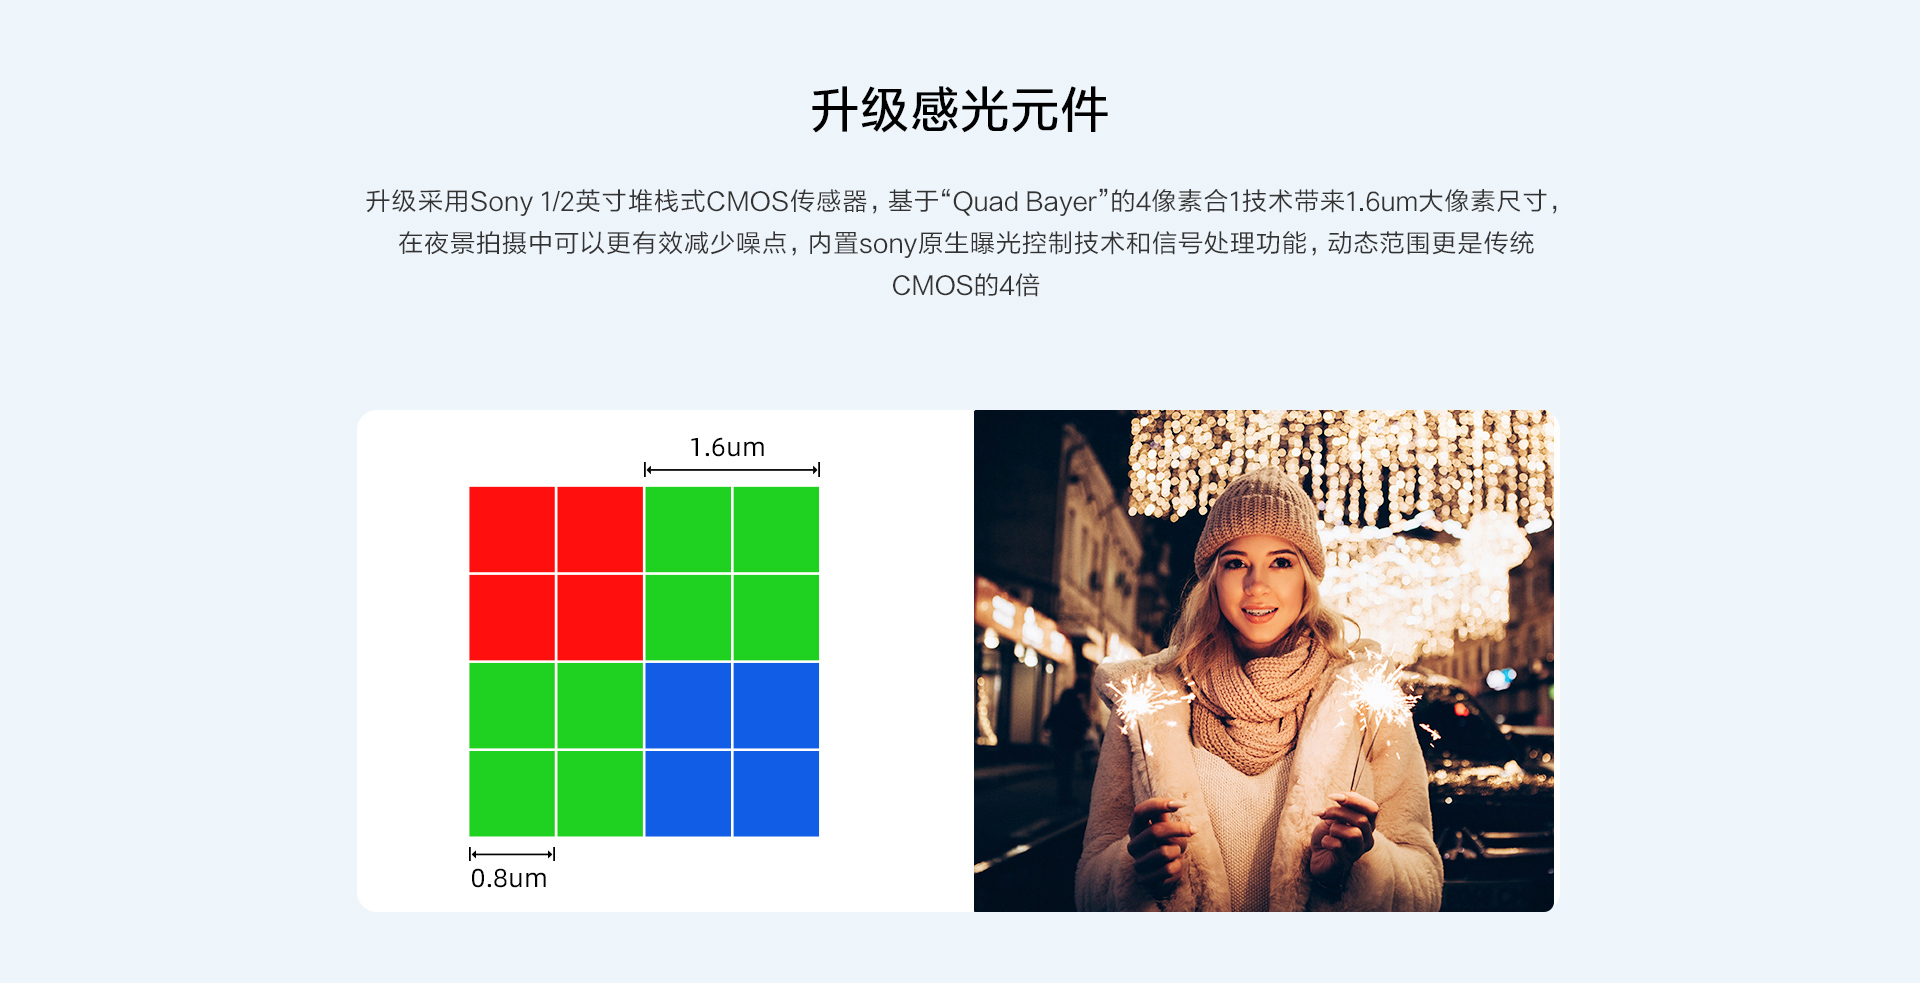 升级感光元件
升级采用Sony 1/2英寸堆栈式CMOS传感器，基于“Quad Bayer”的4像素合1技术带来1.6um大像素尺寸，
在夜景拍摄中可以更有效减少噪点，内置sony原生曝光控制技术和信号处理功能，动态范围更是传统
CMOS的4倍
1.6um
0.8um